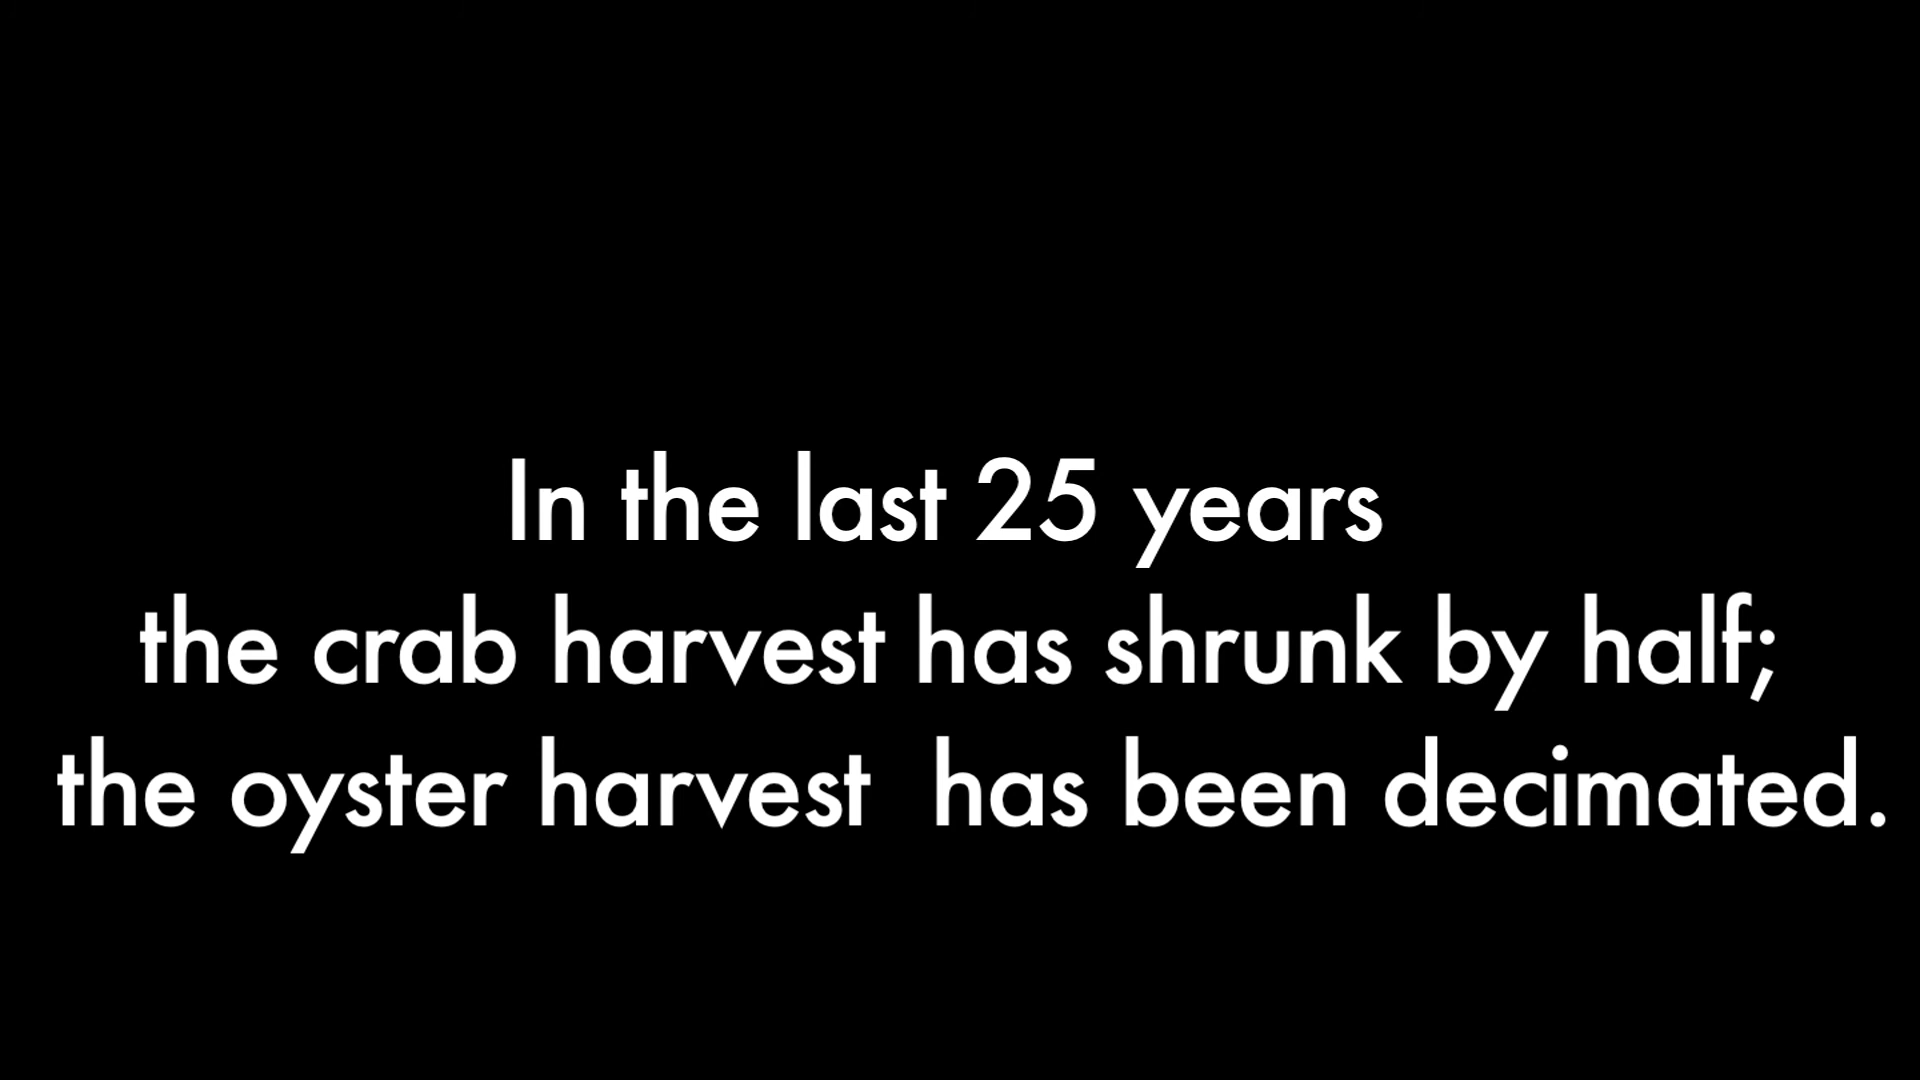 In the last 25 years
the crab harvest has shrunk by half;
the oyster harvest  has been decimated.